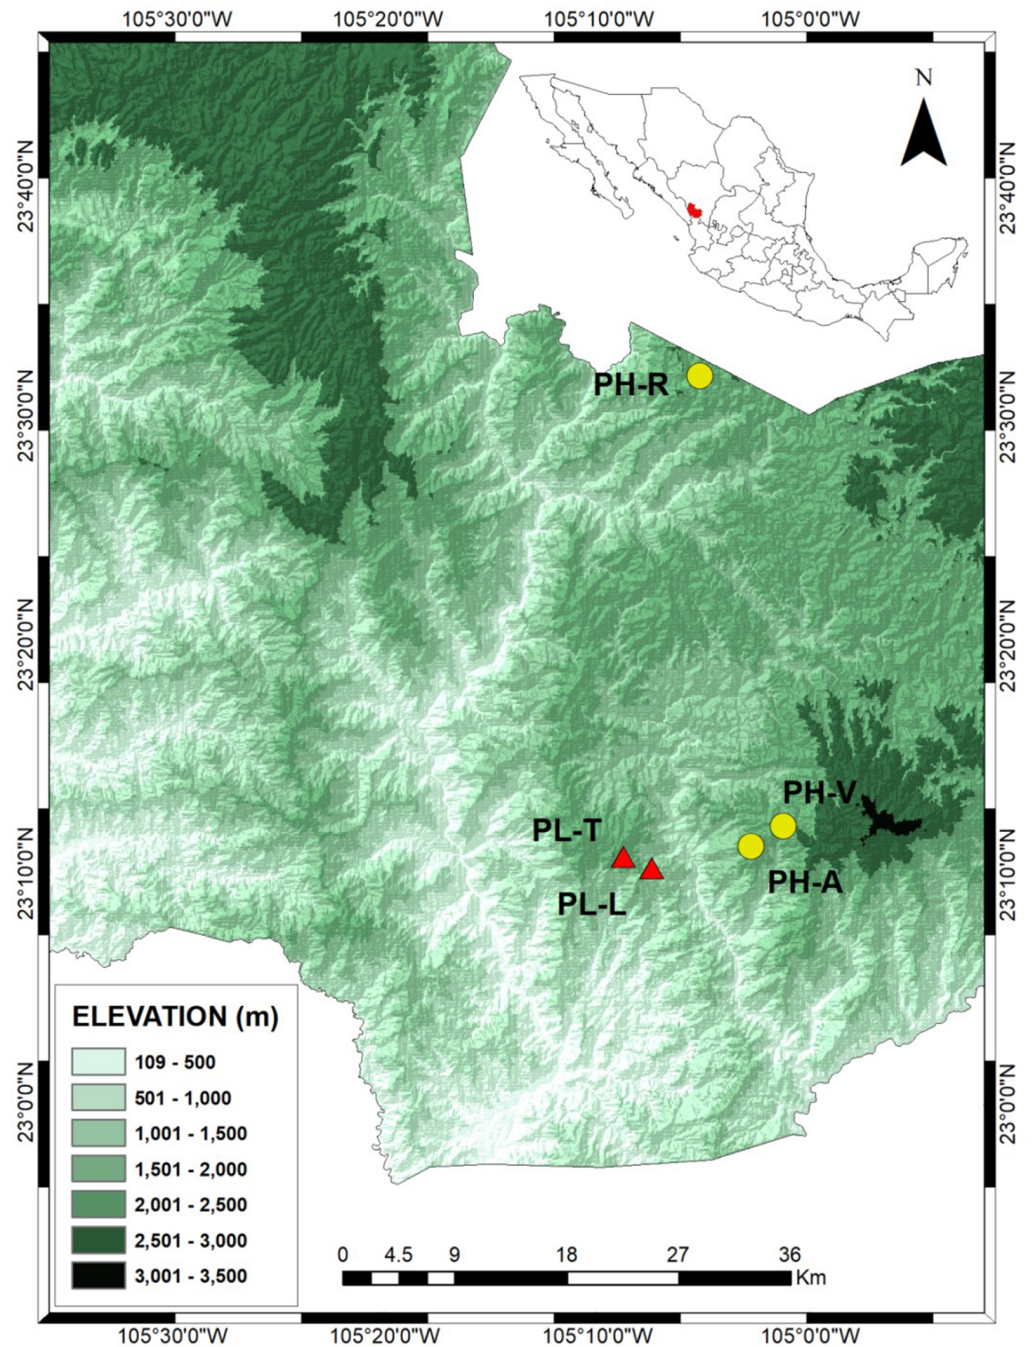 105°30'0"W 105°20'0"W 105°10'0"W 105°0'0"W
N
23°40'0"N 23°40'0"N
PH-R
23°30'0"N 23°30'0"N
23°20'0"N 23°20'0"N
PH-V
PL-T
PH-A
PL-L
23°10'0"N 23°10'0"N
ELEVATION (m)
109 - 500
501 - 1,000
1,001 - 1,500
1,501 - 2,000
2,001 - 2,500
2,501 - 3,000
3,001 - 3,500
23°0'0"N 23°0'0"N
0 4.5 9 18 27 36
Km
105°30'0"W 105°20'0"W 105°10'0"W 105°0'0"W